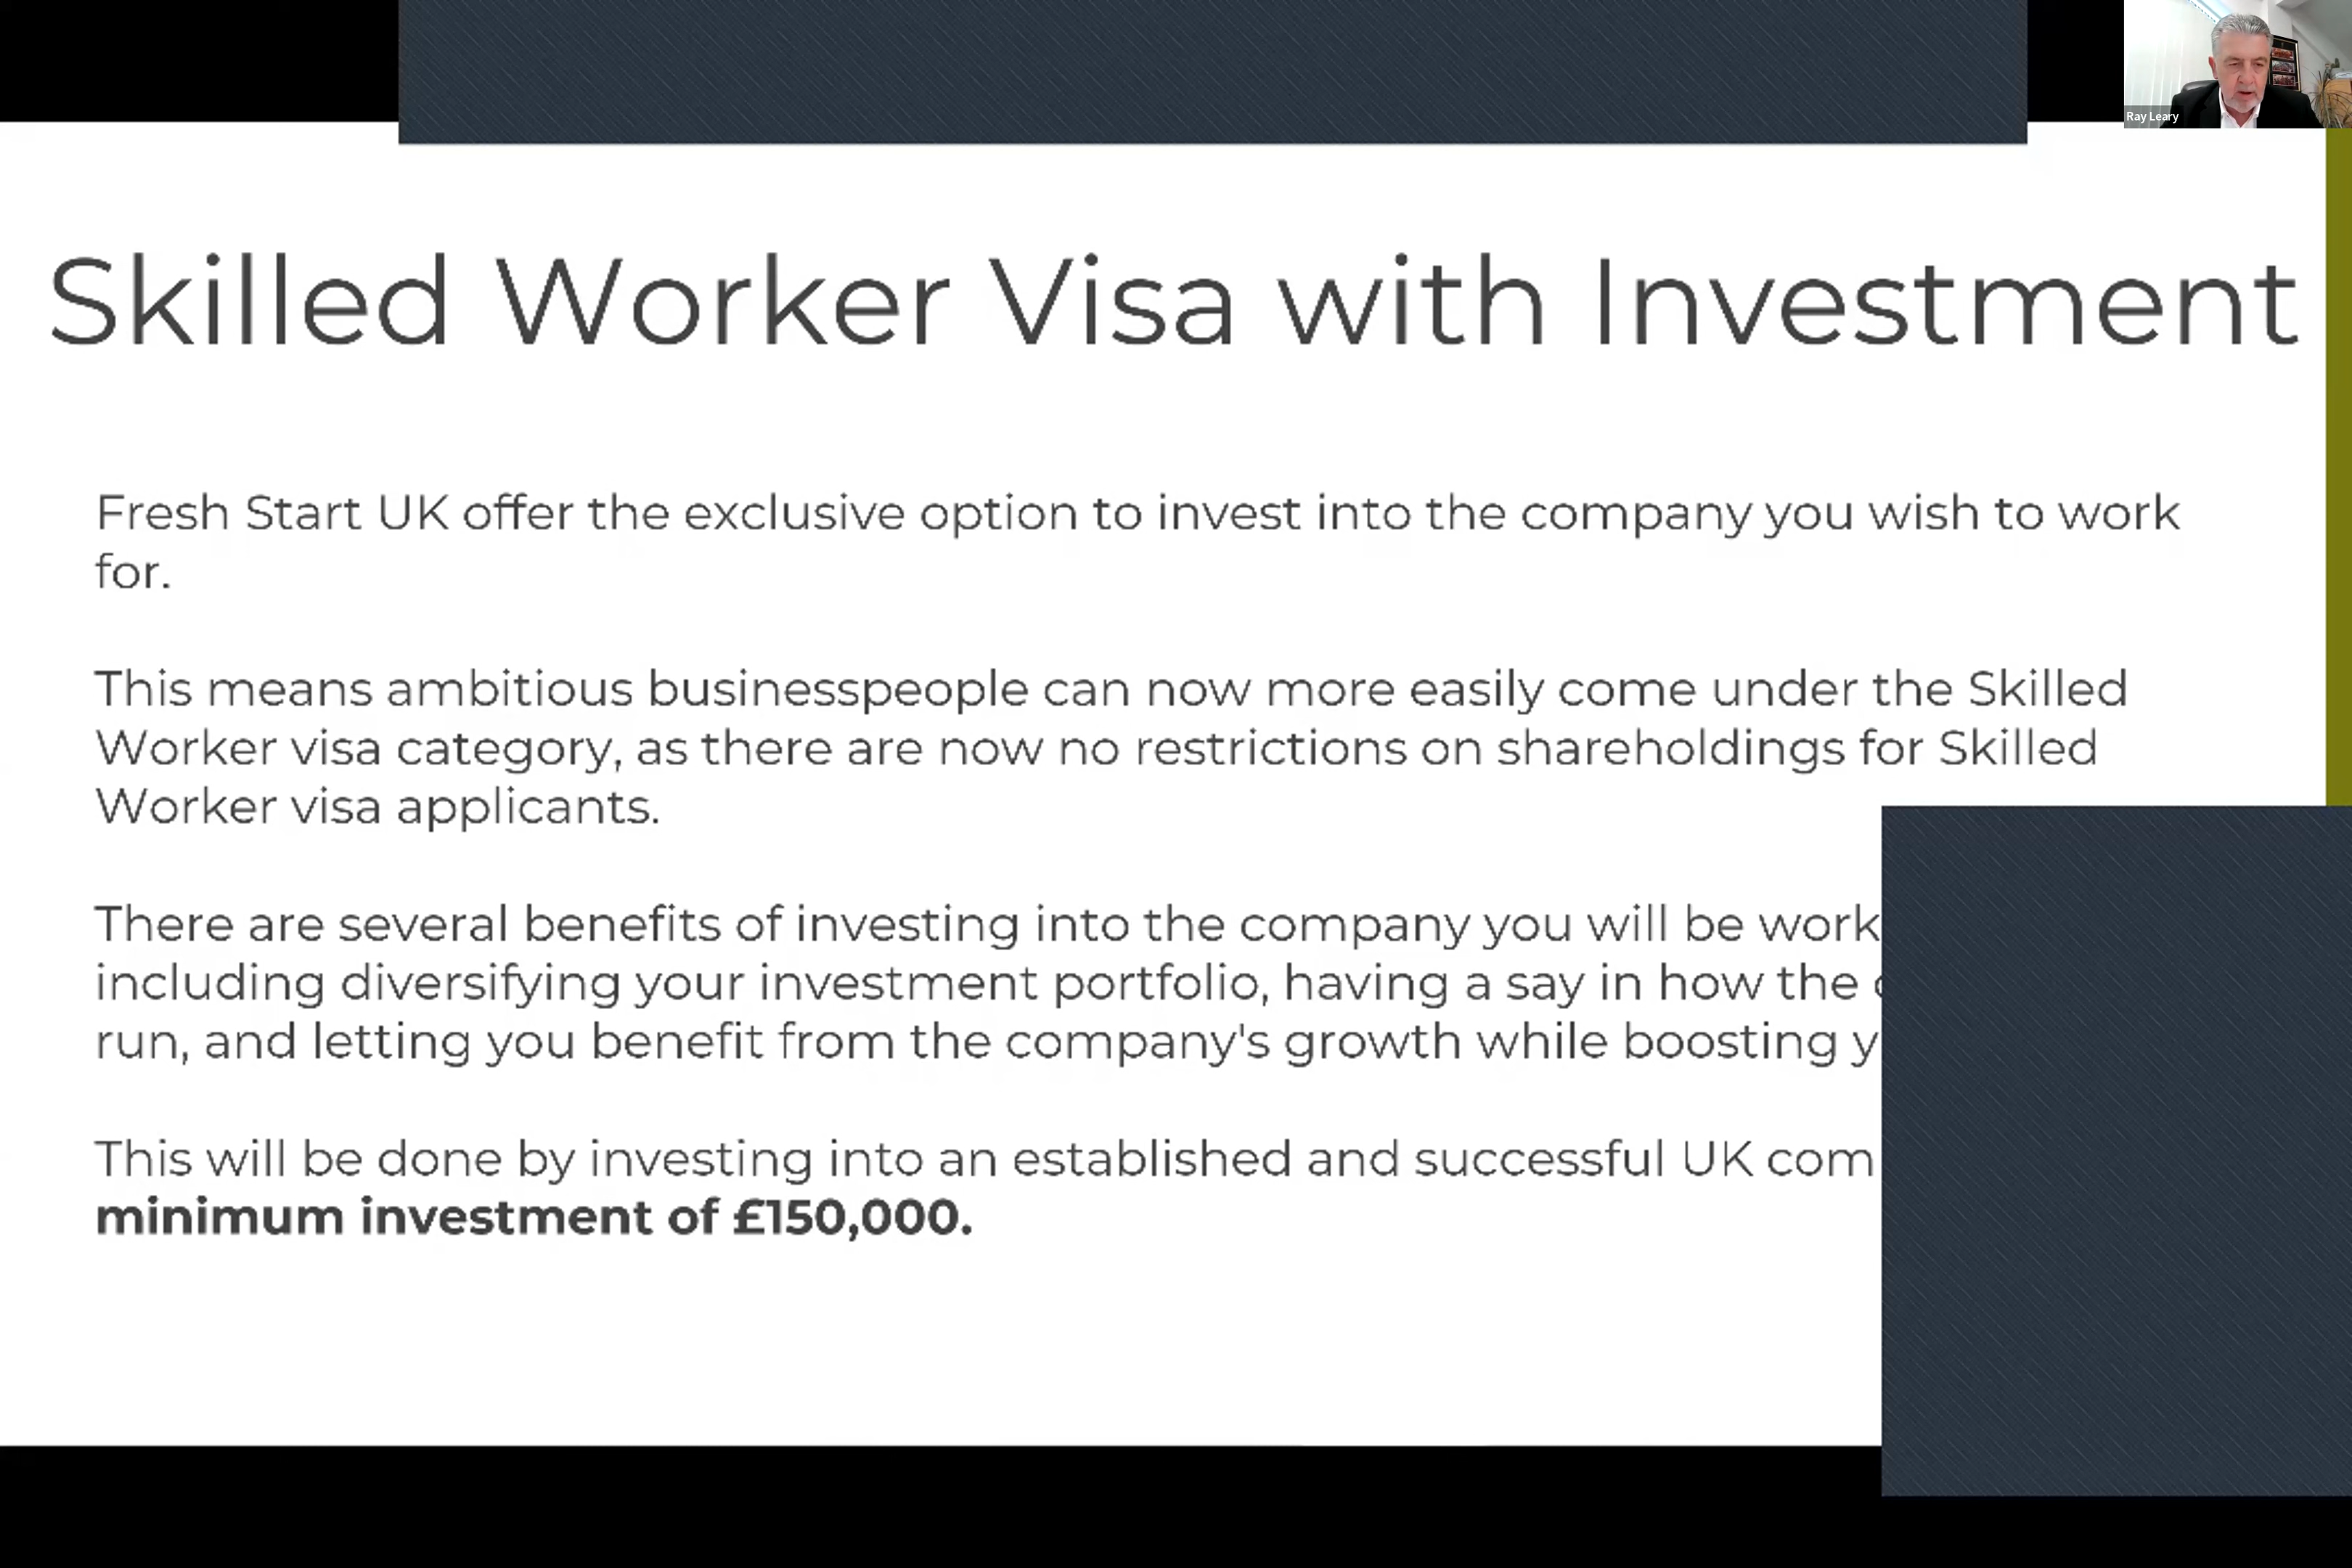 Ray Leary
Skilled Worker Visa with Investment
Fresh Start UK offer the exclusive option to invest into the company you wish to work
for.
This means ambitious businesspeople can now more easily come under the Skilled
Worker visa category, as there are now no restrictions on shareholdings for Skilled
Worker visa applicants.
There are several benefits of investing into the company you will be work
including diversifying your investment portfolio, having a say in how the
run, and letting you benefit from the company's growth while boosting y
This will be done by investing into an established and successful UK com
minimum investment of £150,000.